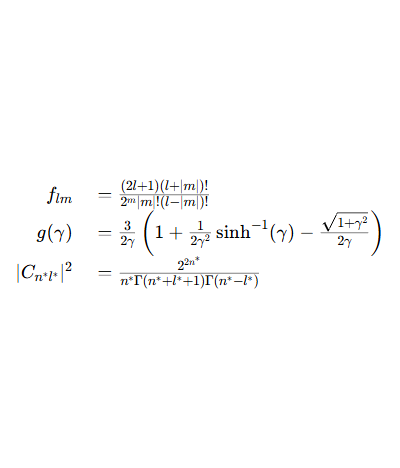 f_{lm} = \frac{(2l+1)(l+|m|)!}{2^m|m|!(l-|m|)!}
g(\gamma) = \frac{3}{2\gamma} \left( 1 + \frac{1}{2\gamma^2} \sinh^{-1}(\gamma) - \frac{\sqrt{1+\gamma^2}}{2\gamma} \right)
|C_{n^*l^*}|^2 = \frac{2^{2n^*}}{n^*\Gamma(n^*+l^*+1)\Gamma(n^*-l^*)}